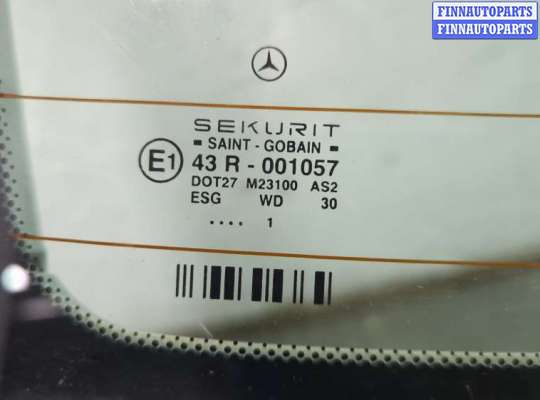 FINNAUTOPARTS
FINNAUTOPARTS
SEKURIT
SAINT - GOBAIN
E1 43 R - 001057
DOT27 M23100 AS2
ESG WD 30
.... 1